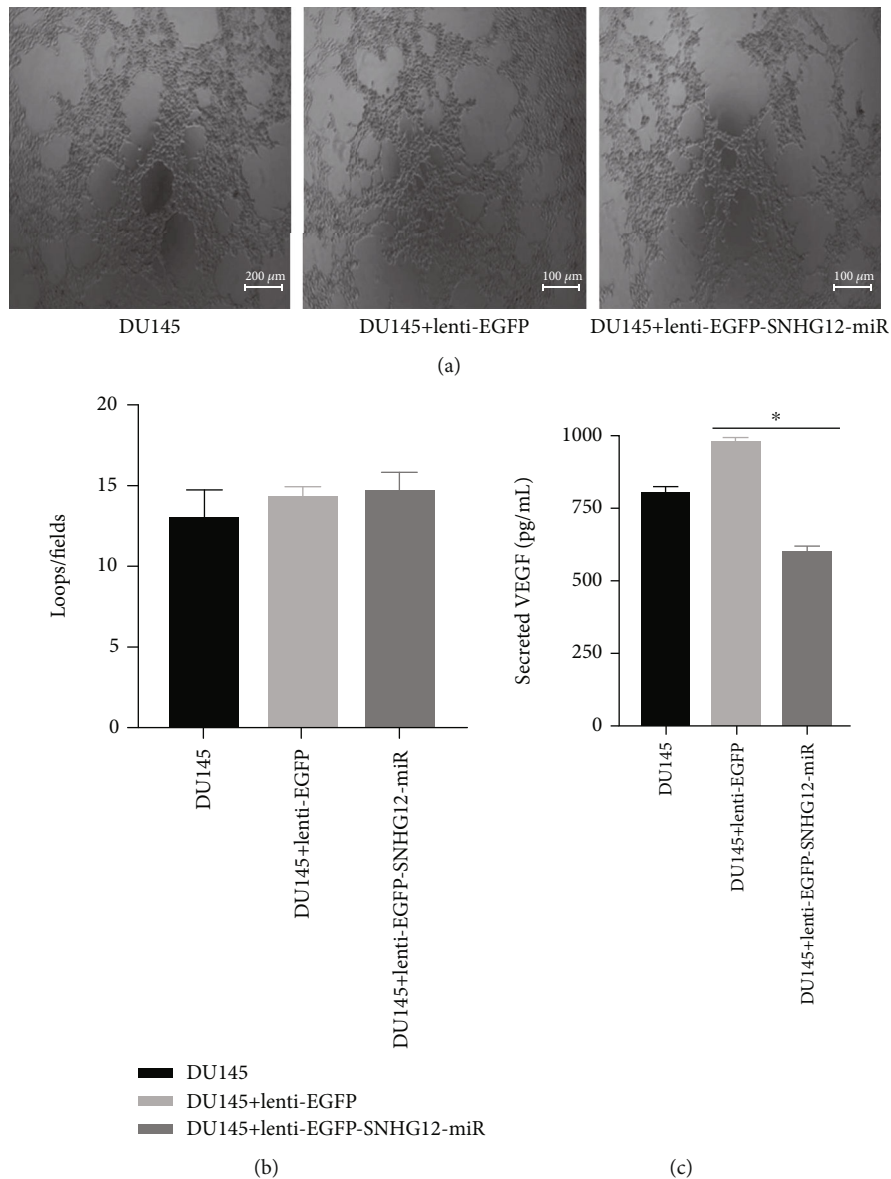 200 μm
100 μm
100 μm
DU145
DU145+lenti-EGFP
DU145+lenti-EGFP-SNHG12-miR
(a)
20
15
10
5
0
Loops/fields
DU145
DU145+lenti-EGFP
DU145+lenti-EGFP-SNHG12-miR
DU145
DU145+lenti-EGFP
DU145+lenti-EGFP-SNHG12-miR
(b)
*
1000
750
500
250
0
Secreted VEGF (pg/mL)
DU145
DU145+lenti-EGFP
DU145+lenti-EGFP-SNHG12-miR
(c)